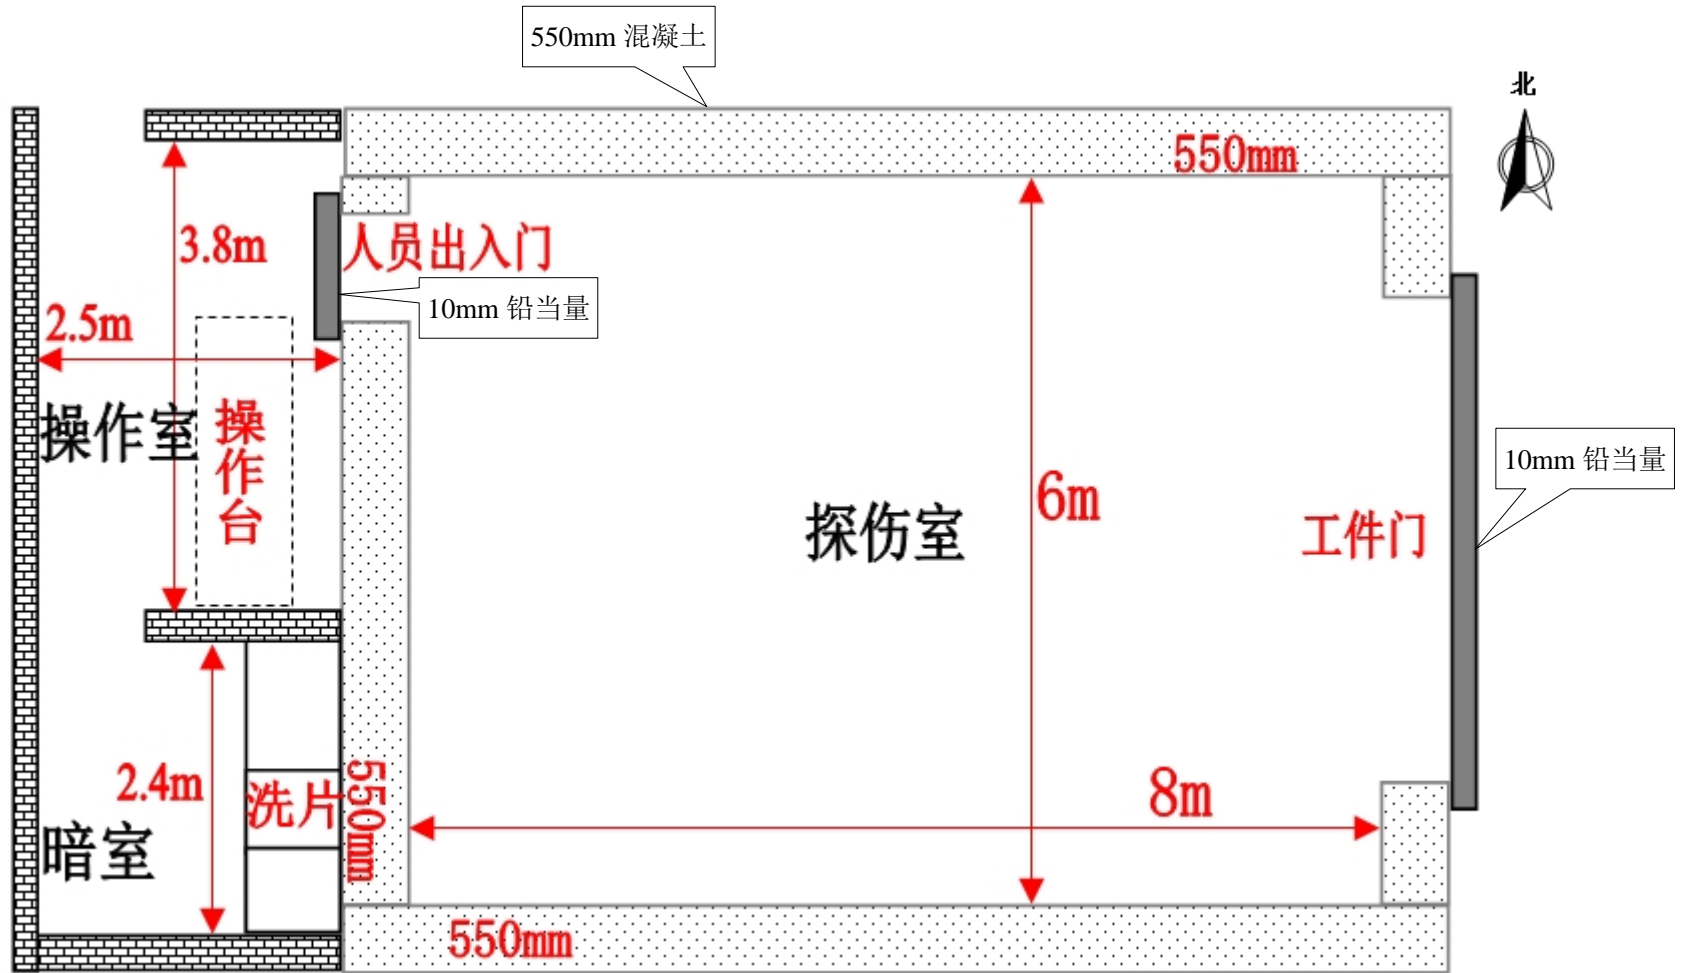 550mm 混凝土
北
550mm
3.8m
人员出入门
10mm 铅当量
2.5m
操作室
操作台
10mm 铅当量
6m
探伤室
工件门
2.4m
洗片
550mm
8m
暗室
550mm